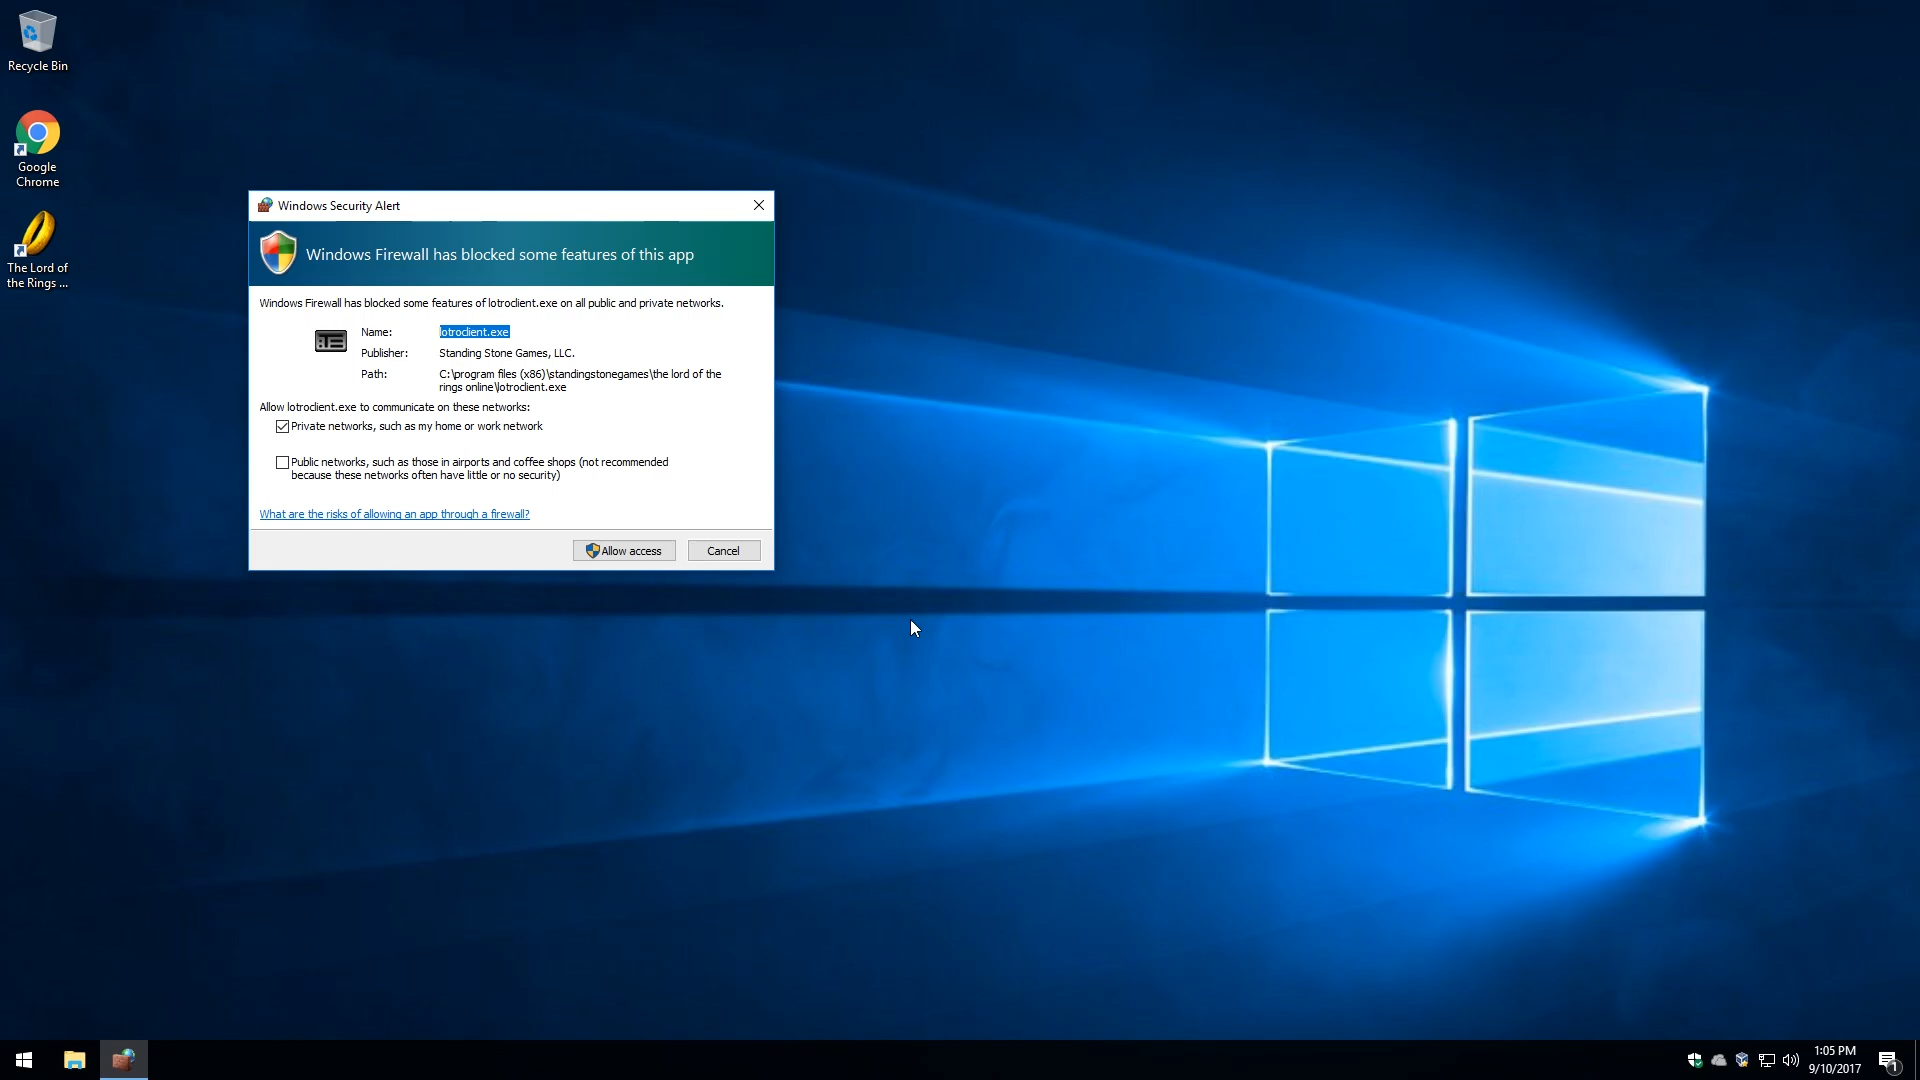 Recycle Bin
Google
Chrome
The Lord of
the Rings ...
Windows Security Alert
Windows Firewall has blocked some features of this app
Windows Firewall has blocked some features of lotroclient.exe on all public and private networks.
Name: lotroclient.exe
Publisher: Standing Stone Games, LLC.
Path: C:\program files (x86)\standingstonegames\the lord of the
rings online\lotroclient.exe
Allow lotroclient.exe to communicate on these networks:
Private networks, such as my home or work network
Public networks, such as those in airports and coffee shops (not recommended
because these networks often have little or no security)
What are the risks of allowing an app through a firewall?
Allow access
Cancel
1:05 PM
9/10/2017
1